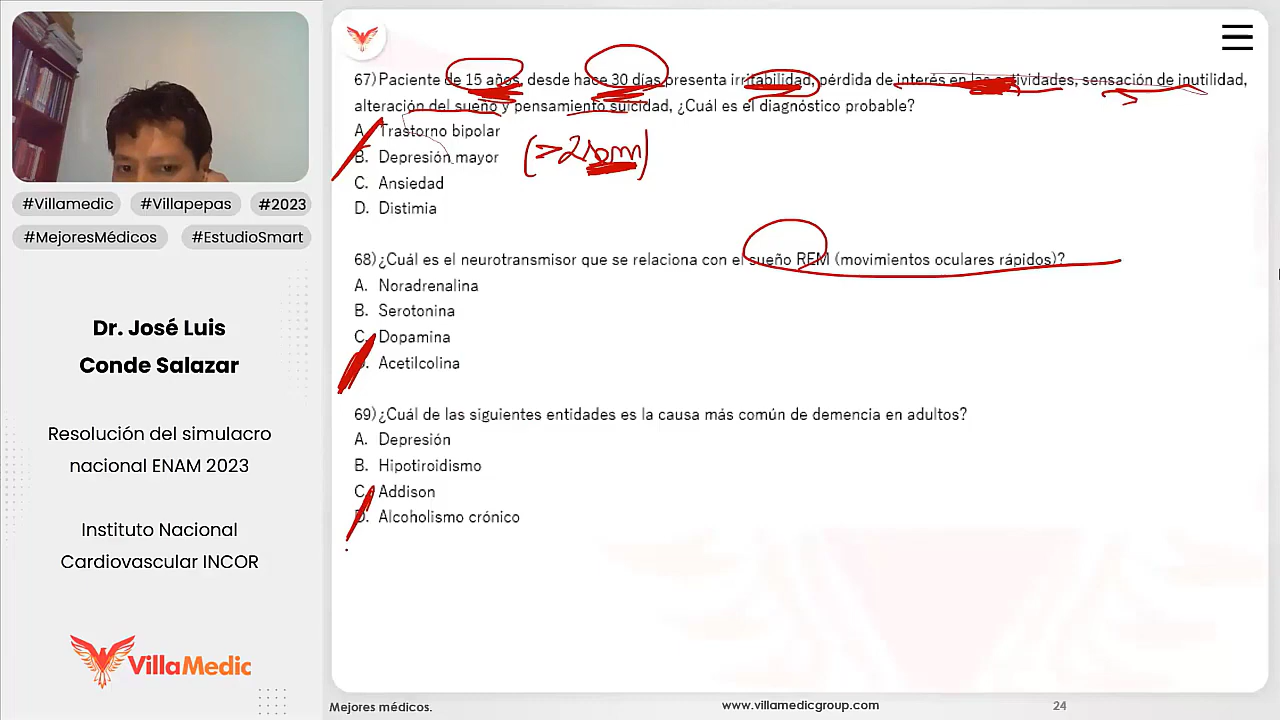 67) Paciente de 15 años, desde hace 30 días presenta irritabilidad, pérdida de interés en las actividades, sensación de inutilidad,
alteración del sueño y pensamiento suicidad, ¿Cuál es el diagnóstico probable?
A. Trastorno bipolar
B. Depresión mayor
(>2 sem)
C. Ansiedad
D. Distimia
68) ¿Cuál es el neurotransmisor que se relaciona con el sueño REM (movimientos oculares rápidos)?
A. Noradrenalina
B. Serotonina
C. Dopamina
D. Acetilcolina
69) ¿Cuál de las siguientes entidades es la causa más común de demencia en adultos?
A. Depresión
B. Hipotiroidismo
C. Addison
D. Alcoholismo crónico
#Villamedic #Villapepas #2023
#MejoresMédicos #EstudioSmart
Dr. José Luis
Conde Salazar
Resolución del simulacro
nacional ENAM 2023
Instituto Nacional
Cardiovascular INCOR
VillaMedic
Mejores médicos. www.villamedicgroup.com 24